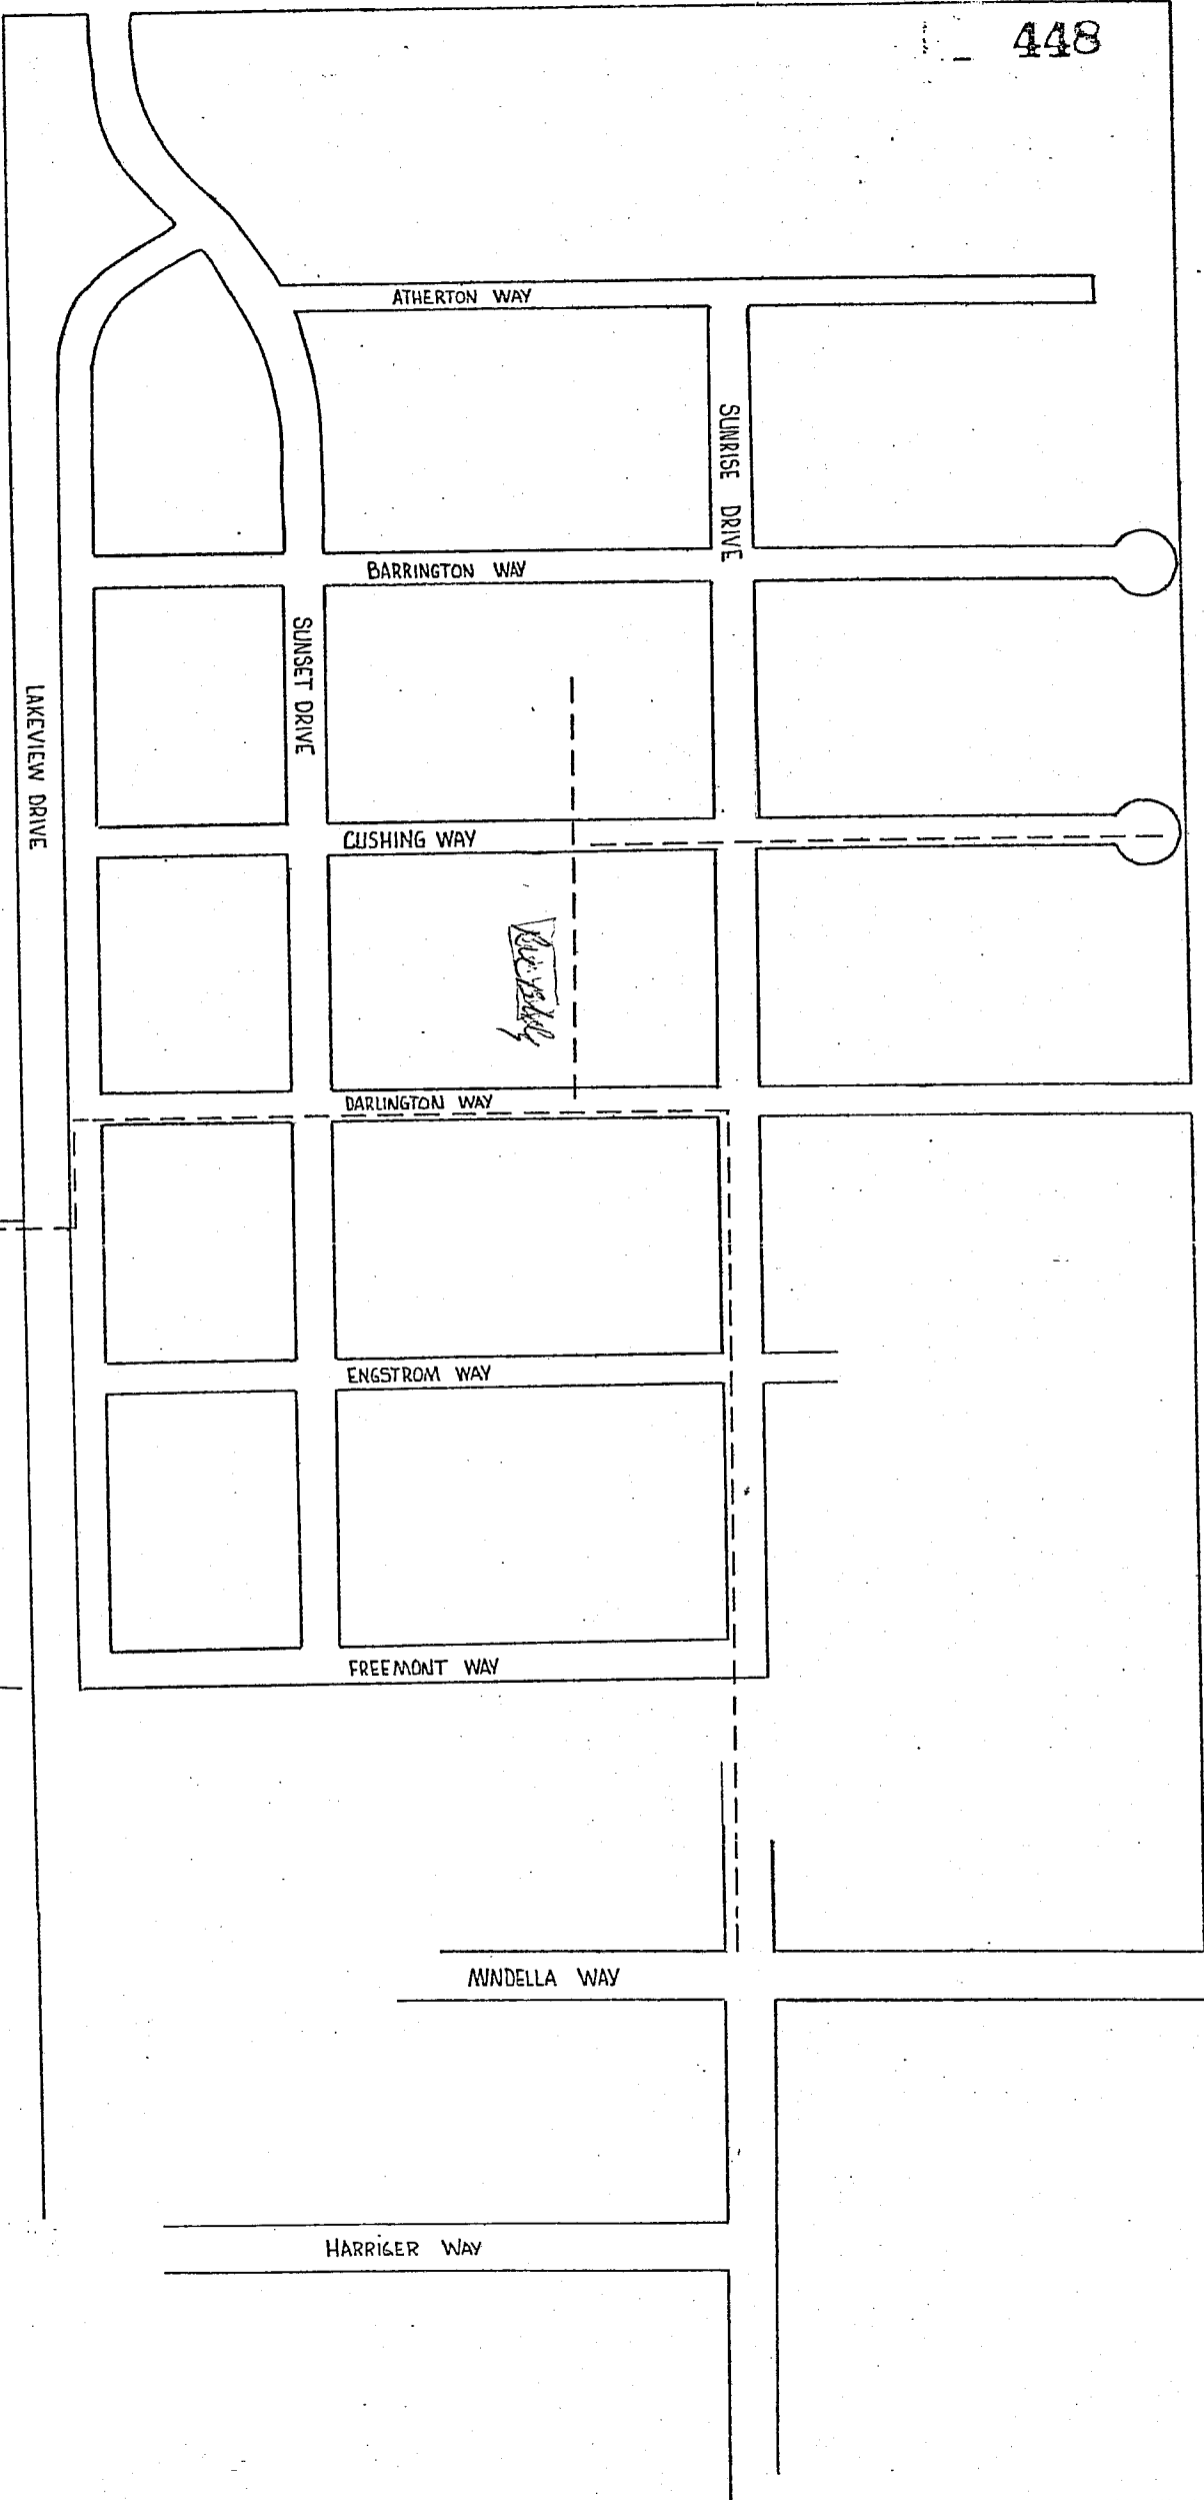 448
ATHERTON WAY
SUNRISE DRIVE
BARRINGTON WAY
SUNSET DRIVE
LAKEVIEW DRIVE
CUSHING WAY
DARLINGTON WAY
ENGSTROM WAY
FREEMONT WAY
MINDELLA WAY
HARRIGER WAY